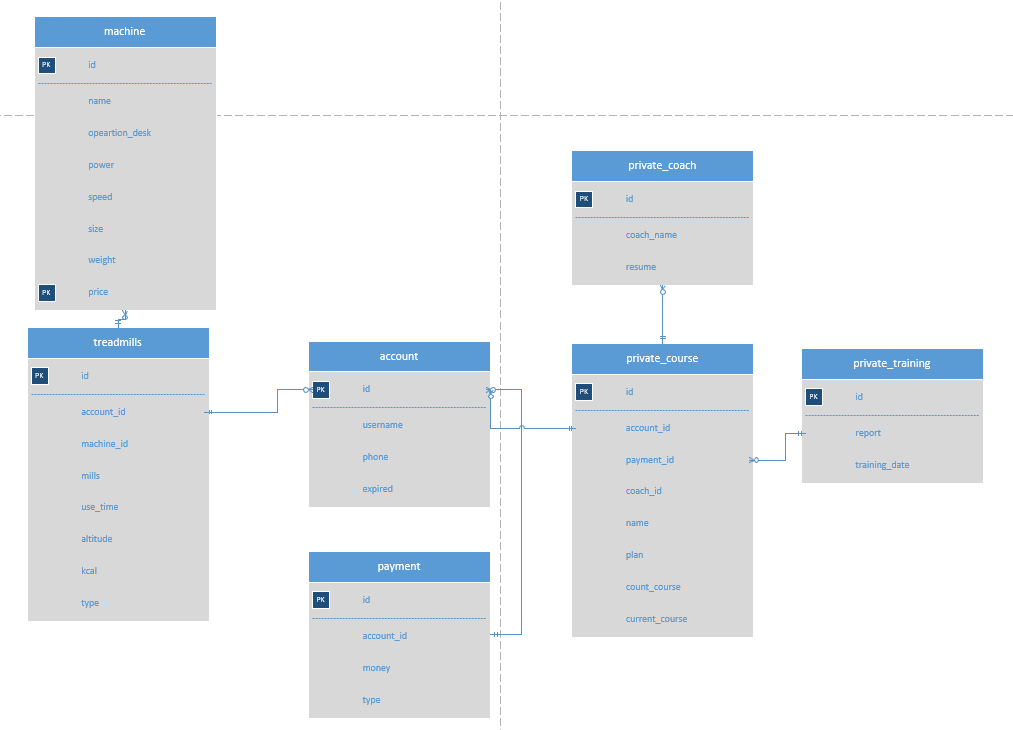 machine
PK id
name
opeartion_desk
power
speed
size
weight
PK price
treadmills
PK id
account_id
machine_id
mills
use_time
altitude
kcal
type
account
PK id
username
phone
expired
payment
PK id
account_id
money
type
private_coach
PK id
coach_name
resume
private_course
PK id
account_id
payment_id
coach_id
name
plan
count_course
current_course
private_training
PK id
report
training_date